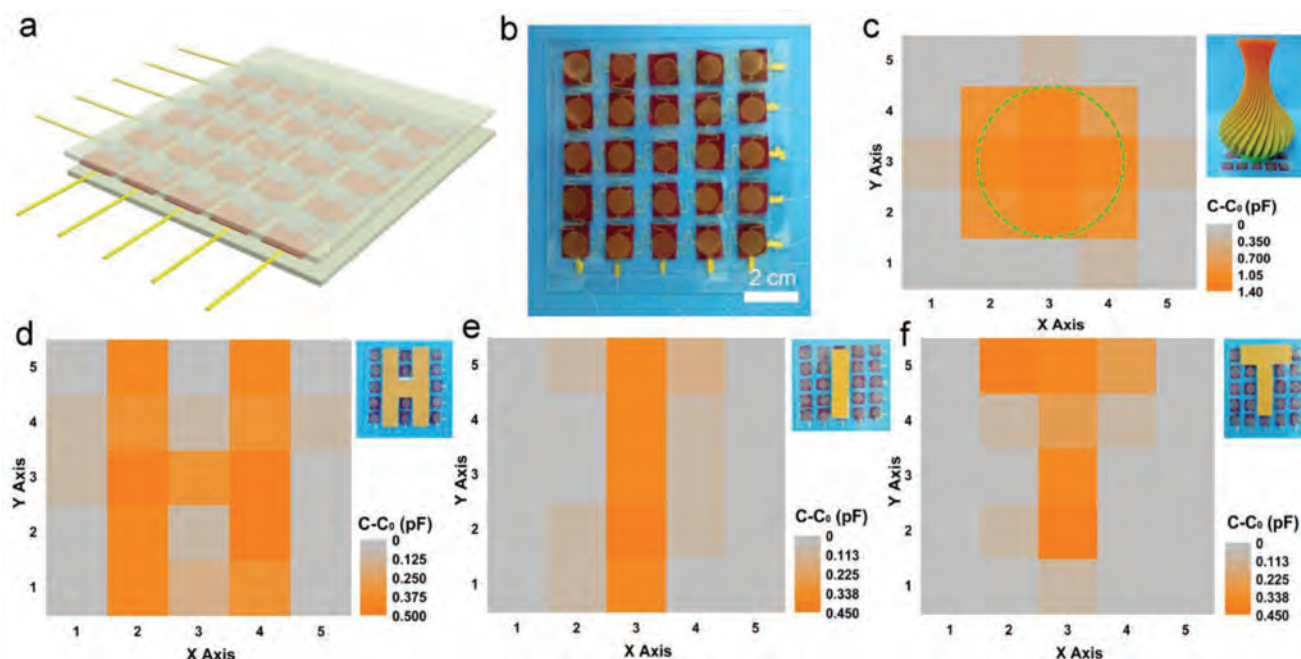 a
b
2 cm
c
5
4
3
2
1
Y Axis
1 2 3 4 5
X Axis
C-C₀ (pF)
0
0.350
0.700
1.05
1.40
d
5
4
3
2
1
Y Axis
1 2 3 4 5
X Axis
C-C₀ (pF)
0
0.125
0.250
0.375
0.500
e
5
4
3
2
1
Y Axis
1 2 3 4 5
X Axis
C-C₀ (pF)
0
0.113
0.225
0.338
0.450
f
5
4
3
2
1
Y Axis
1 2 3 4 5
X Axis
C-C₀ (pF)
0
0.113
0.225
0.338
0.450